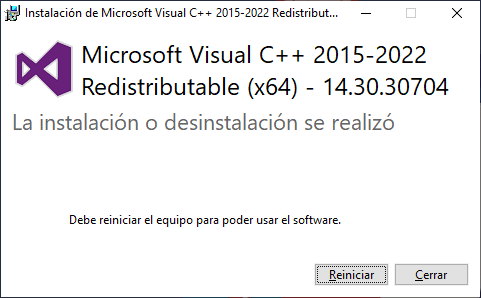 Instalación de Microsoft Visual C++ 2015-2022 Redistribut...
Microsoft Visual C++ 2015-2022
Redistributable (x64) - 14.30.30704
La instalación o desinstalación se realizó
Debe reiniciar el equipo para poder usar el software.
Reiniciar
Cerrar